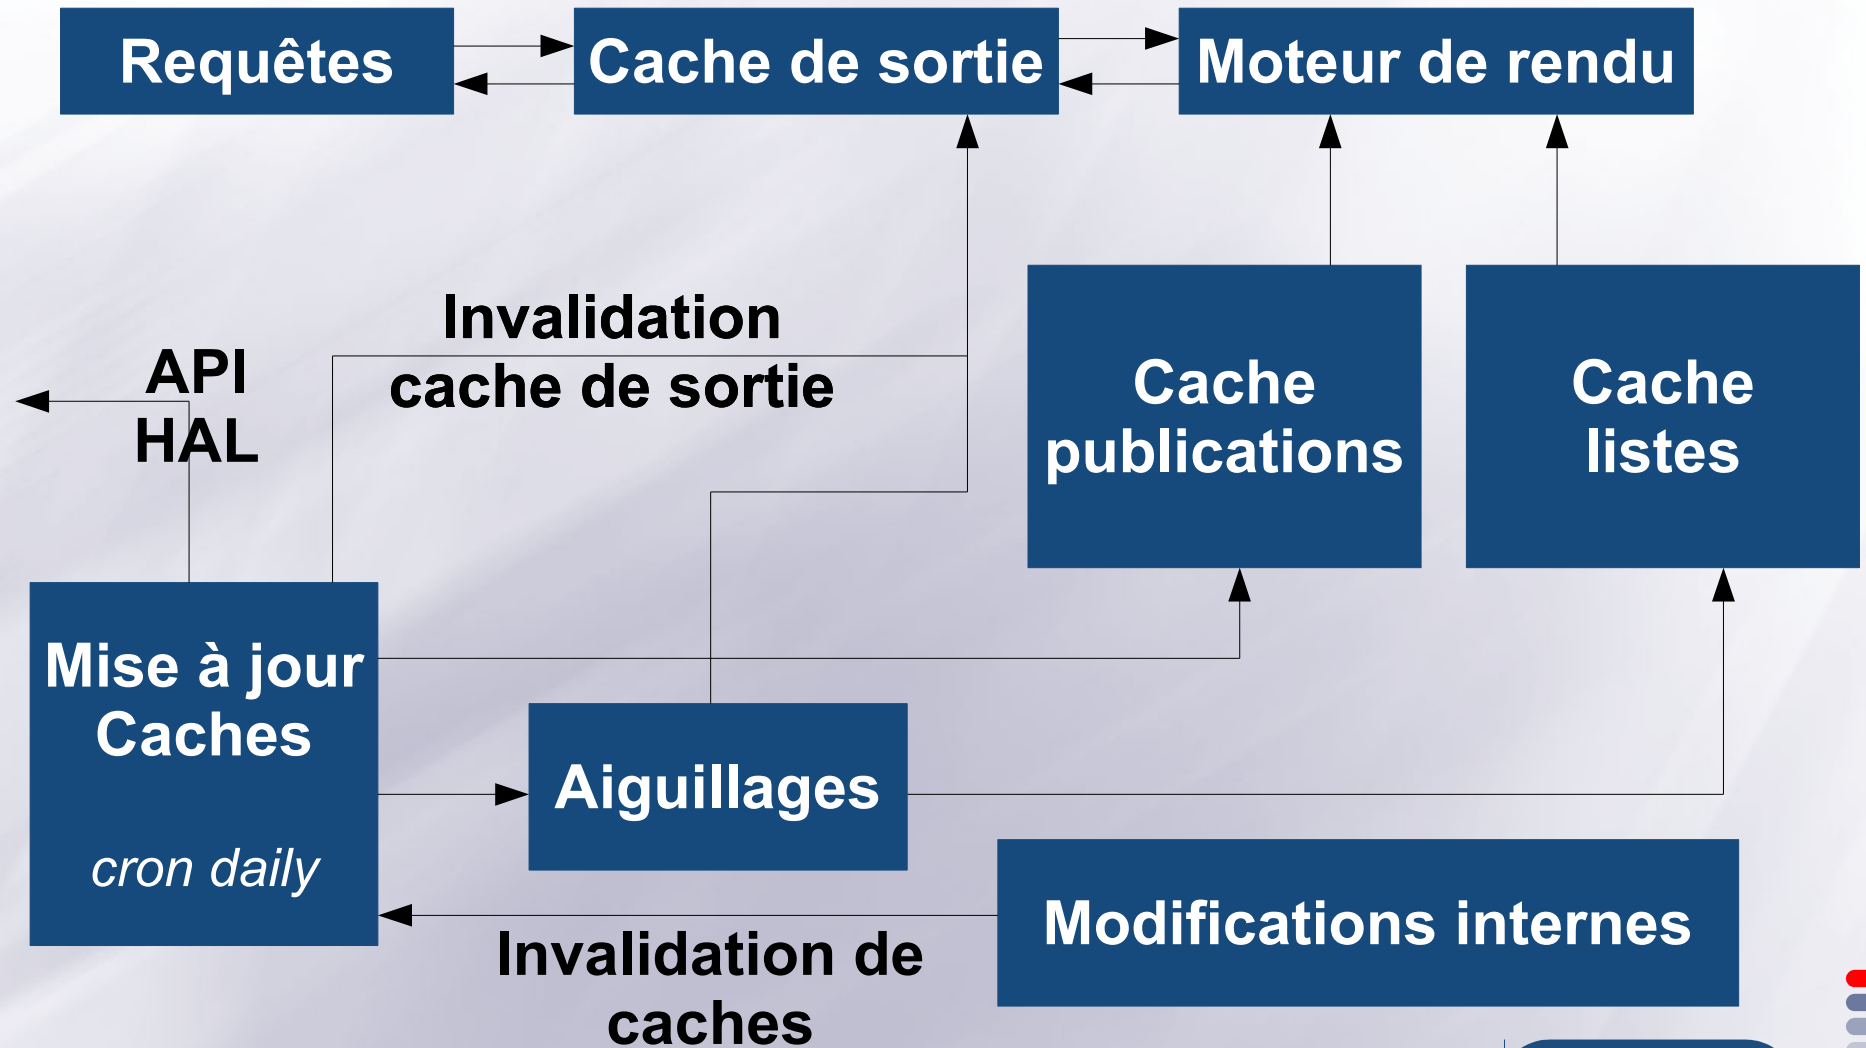 Requêtes
Cache de sortie
Moteur de rendu
Invalidation
cache de sortie
API
HAL
Cache
publications
Cache
listes
Mise à jour
Caches
cron daily
Aiguillages
Modifications internes
Invalidation de
caches